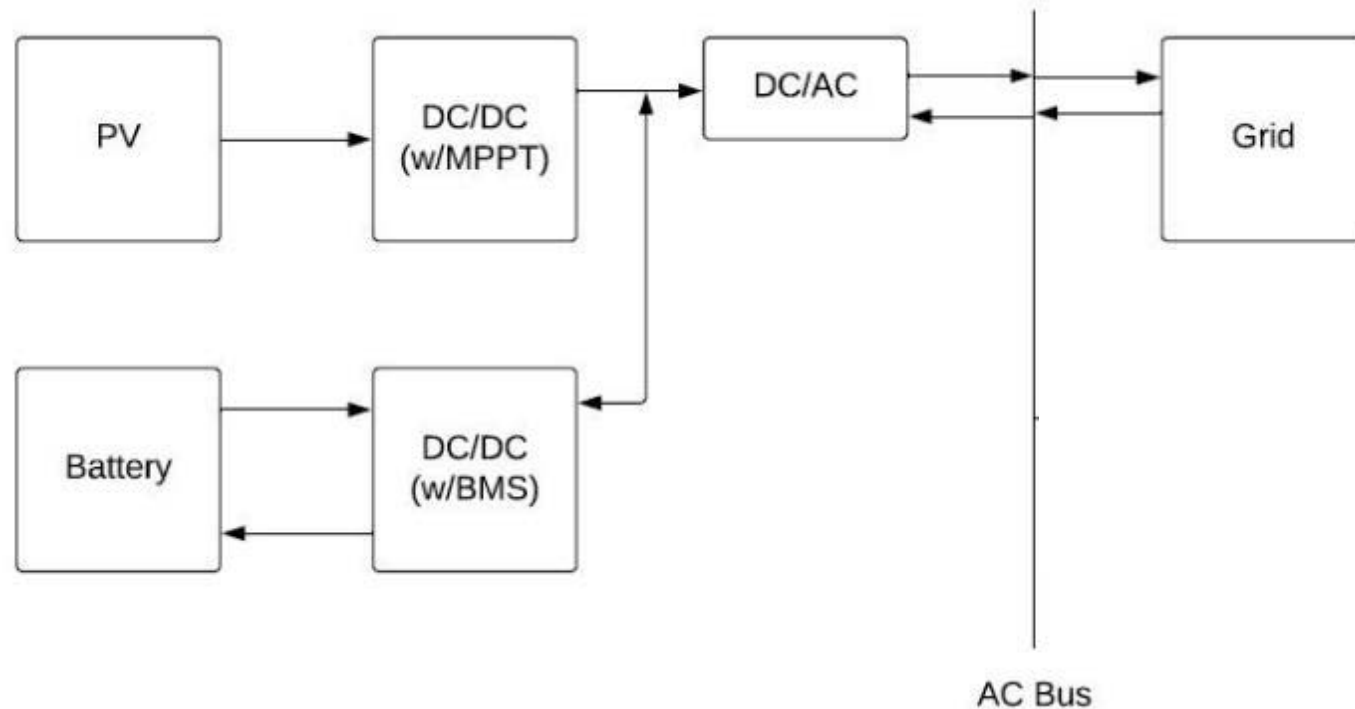 PV
DC/DC
(w/MPPT)
DC/AC
Grid
Battery
DC/DC
(w/BMS)
AC Bus